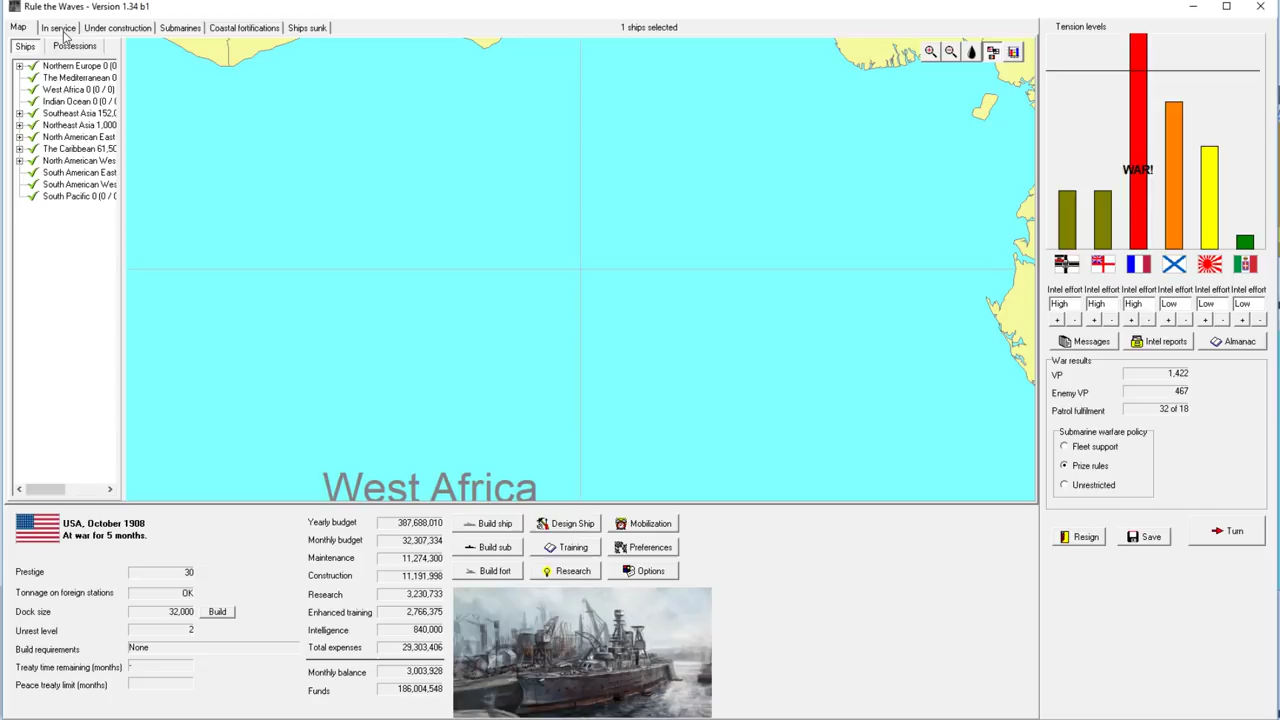 Rule the Waves - Version 1.34 b1
Map
In service
Under construction
Submarines
Coastal fortifications
Ships sunk
1 ships selected
Ships
Possessions
Northern Europe 0 (0
The Mediterranean 0
West Africa 0 (0 / 0)
Indian Ocean 0 (0 / (
Southeast Asia 152,0
Northeast Asia 1,000
North American East
The Caribbean 61,50
North American Wes
South American East
South American Wes
South Pacific 0 (0 / 0
West Africa
Tension levels
WAR!
Intel effort Intel effort Intel effort Intel effort Intel effort Intel effort
High High High Low Low Low
+ - + - + - + - + - + -
Messages
Intel reports
Almanac
War results
VP 1,422
Enemy VP 467
Patrol fulfilment 32 of 18
Submarine warfare policy
Fleet support
Prize rules
Unrestricted
Resign
Save
Turn
USA, October 1908
At war for 5 months.
Prestige 30
Tonnage on foreign stations OK
Dock size 32,000 Build
Unrest level 2
Build requirements None
Treaty time remaining (months) -
Peace treaty limit (months)
Yearly budget 387,688,010
Monthly budget 32,307,334
Maintenance 11,274,300
Construction 11,191,998
Research 3,230,733
Enhanced training 2,766,375
Intelligence 840,000
Total expenses 29,303,406
Monthly balance 3,003,928
Funds 186,004,548
Build ship
Design Ship
Mobilization
Build sub
Training
Preferences
Build fort
Research
Options